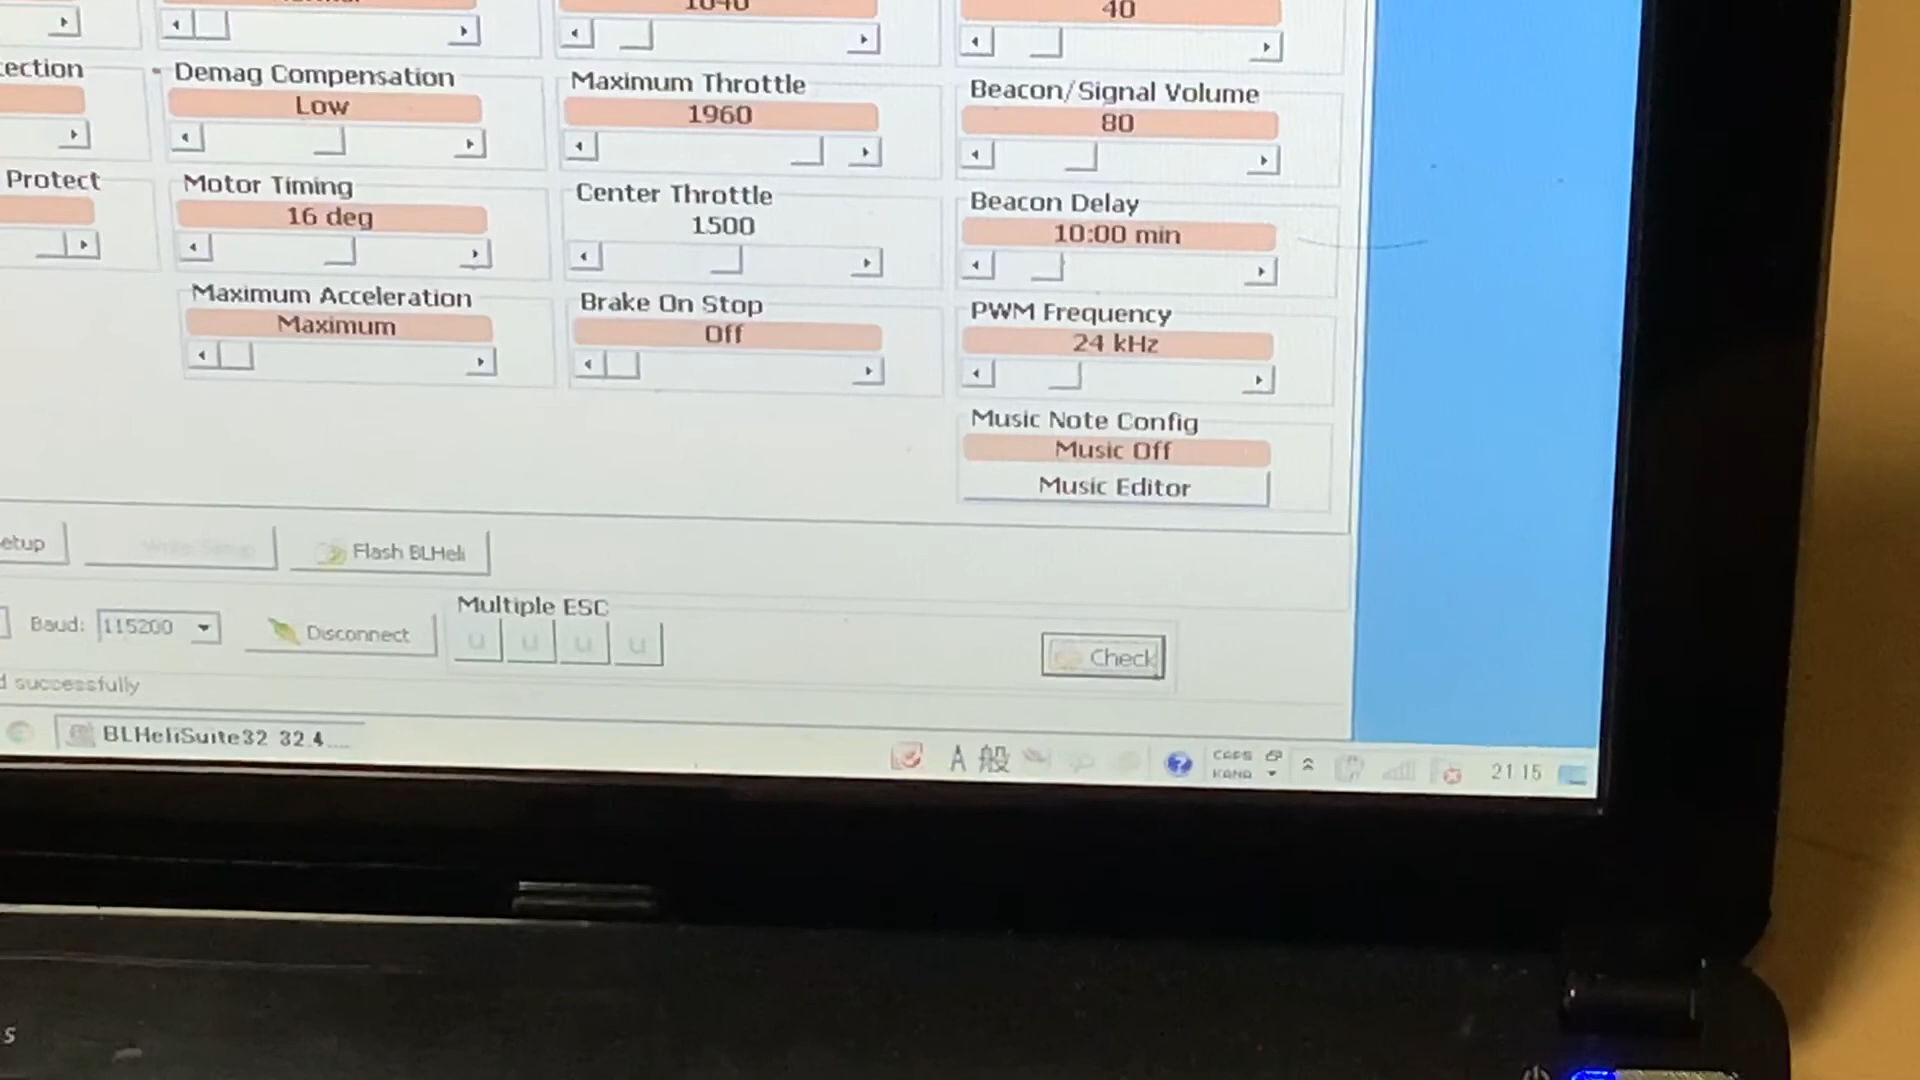 1040
40
ection
Demag Compensation
Low
Maximum Throttle
1960
Beacon/Signal Volume
80
Protect
Motor Timing
16 deg
Center Throttle
1500
Beacon Delay
10:00 min
Maximum Acceleration
Maximum
Brake On Stop
Off
PWM Frequency
24 kHz
Music Note Config
Music Off
Music Editor
etup
Write Setup
Flash BLHeli
Baud: 115200
Disconnect
Multiple ESC
Check
d successfully
BLHeliSuite32 32.4....
A 般
CAPS
KANA
21:15
s